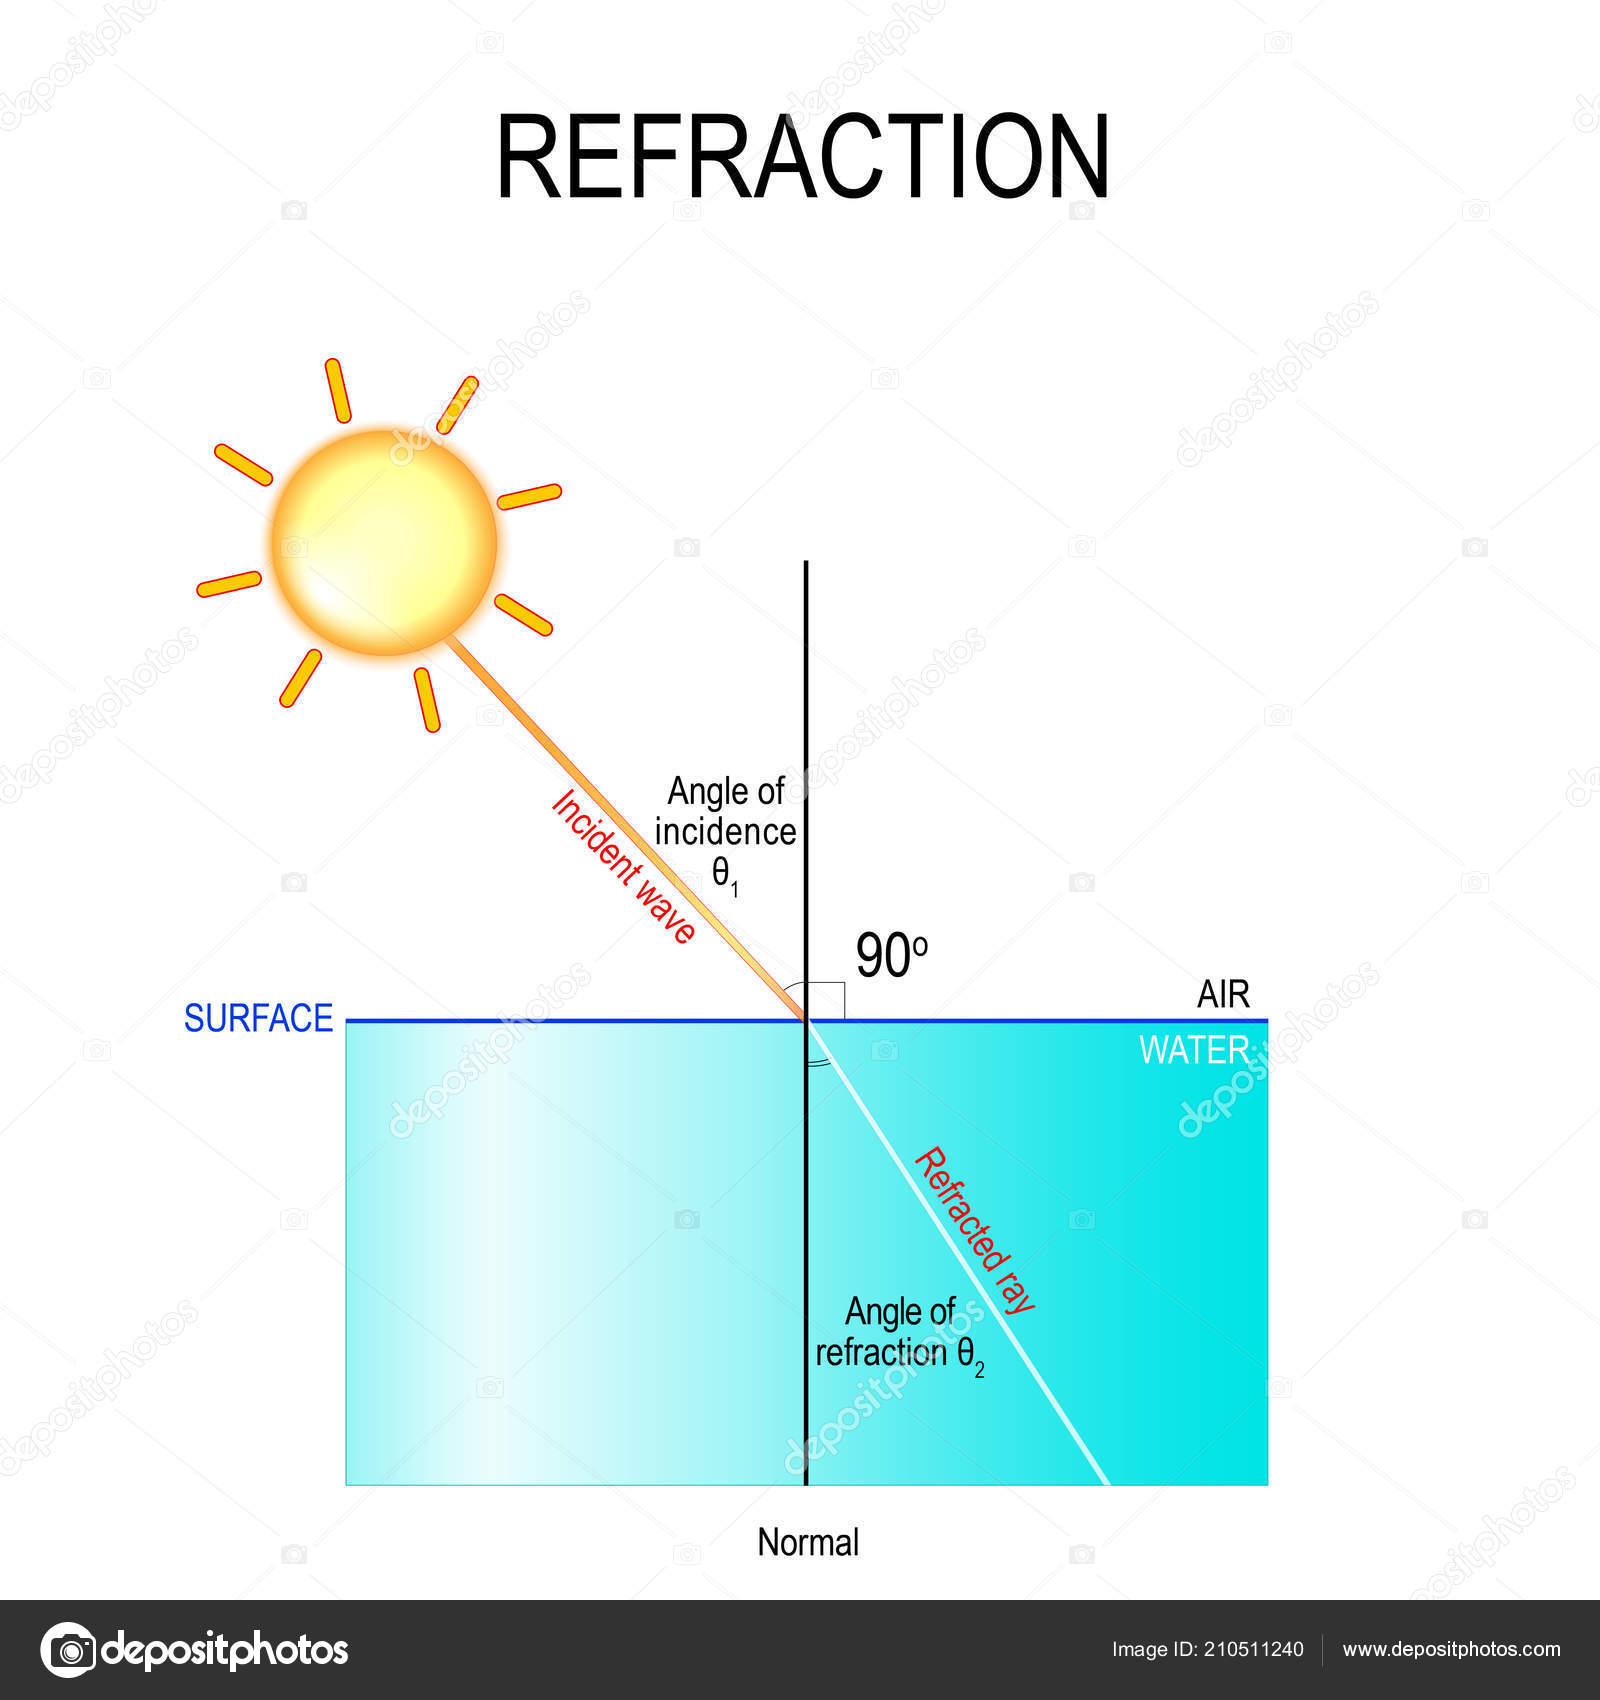 REFRACTION
Angle of
incidence
θ1
Incident wave
90º
SURFACE
AIR
WATER
Refracted ray
Angle of
refraction θ2
Normal
depositphotos
Image ID: 210511240
www.depositphotos.com